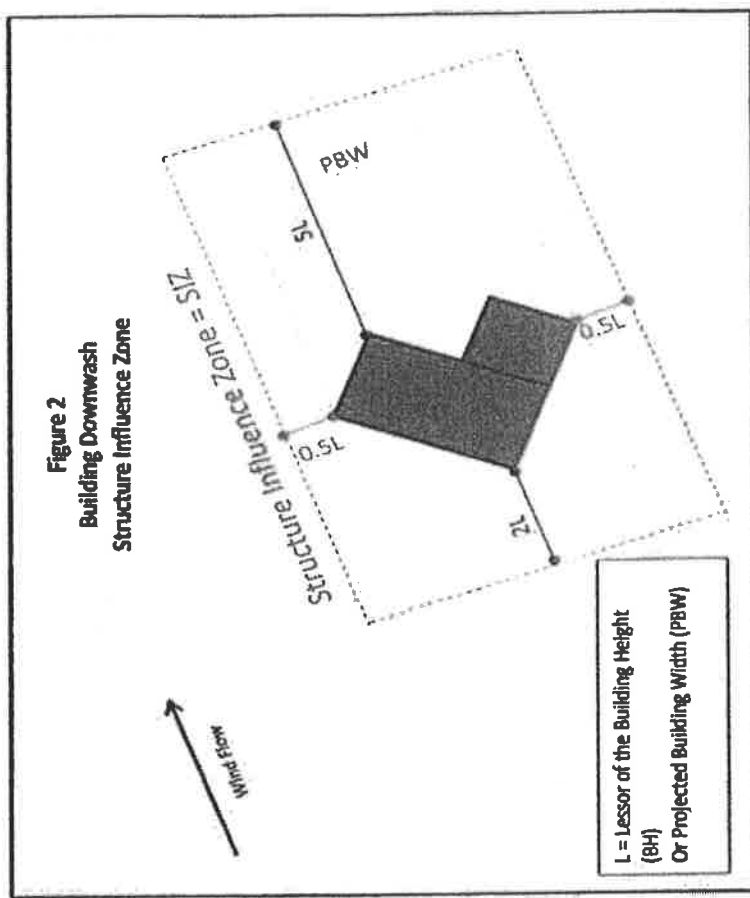 Figure 2
Building Downwash
Structure Influence Zone
Wind Flow
Structure Influence Zone = SIZ
0.5L
5L
PBW
2L
0.5L
L = Lessor of the Building Height
(BH)
Or Projected Building Width (PBW)